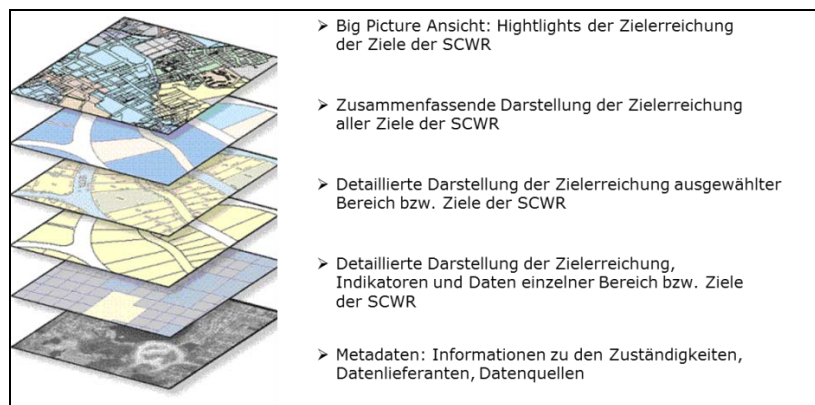 ➢ Big Picture Ansicht: Hightlights der Zielerreichung
der Ziele der SCWR
➢ Zusammenfassende Darstellung der Zielerreichung
aller Ziele der SCWR
➢ Detaillierte Darstellung der Zielerreichung ausgewählter
Bereich bzw. Ziele der SCWR
➢ Detaillierte Darstellung der Zielerreichung,
Indikatoren und Daten einzelner Bereich bzw. Ziele
der SCWR
➢ Metadaten: Informationen zu den Zuständigkeiten,
Datenlieferanten, Datenquellen